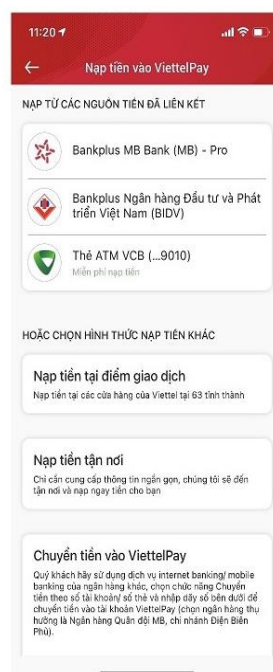 11:20
Nạp tiền vào ViettelPay
NẠP TỪ CÁC NGUỒN TIỀN ĐÃ LIÊN KẾT
Bankplus MB Bank (MB) - Pro
Bankplus Ngân hàng Đầu tư và Phát
triển Việt Nam (BIDV)
Thẻ ATM VCB (...9010)
Miễn phí nạp tiền
HOẶC CHỌN HÌNH THỨC NẠP TIỀN KHÁC
Nạp tiền tại điểm giao dịch
Nạp tiền tại các cửa hàng của Viettel tại 63 tỉnh thành
Nạp tiền tận nơi
Chỉ cần cung cấp thông tin ngắn gọn, chúng tôi sẽ đến
tận nơi và nạp ngay tiền cho bạn
Chuyển tiền vào ViettelPay
Quý khách hãy sử dụng dịch vụ internet banking/ mobile
banking của ngân hàng khác, chọn chức năng Chuyển
tiền theo số tài khoản/ số thẻ và nhập dãy số bên dưới để
chuyển tiền vào tài khoản ViettelPay (chọn ngân hàng thụ
hưởng là Ngân hàng Quân đội MB, chi nhánh Điện Biên
Phủ).